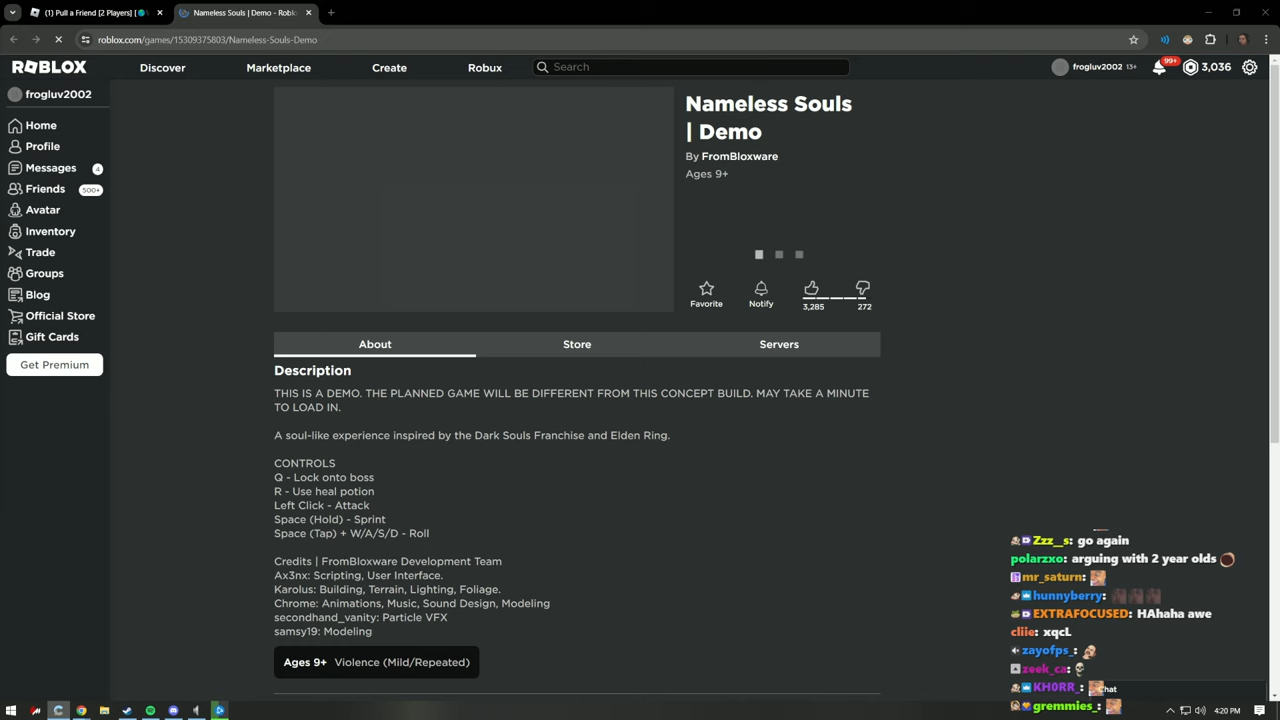 (1) Pull a Friend [2 Players] [
Nameless Souls | Demo - Robl
roblox.com/games/15309375803/Nameless-Souls-Demo
ROBLOX
Discover
Marketplace
Create
Robux
Search
frogluv2002 13+
99+
3,036
frogluv2002
Home
Profile
Messages 4
Friends 500+
Avatar
Inventory
Trade
Groups
Blog
Official Store
Gift Cards
Get Premium
Nameless Souls
| Demo
By FromBloxware
Ages 9+
Favorite
Notify
3,285
272
About
Store
Servers
Description
THIS IS A DEMO. THE PLANNED GAME WILL BE DIFFERENT FROM THIS CONCEPT BUILD. MAY TAKE A MINUTE
TO LOAD IN.
A soul-like experience inspired by the Dark Souls Franchise and Elden Ring.
CONTROLS
Q - Lock onto boss
R - Use heal potion
Left Click - Attack
Space (Hold) - Sprint
Space (Tap) + W/A/S/D - Roll
Credits | FromBloxware Development Team
Ax3nx: Scripting, User Interface.
Karolus: Building, Terrain, Lighting, Foliage.
Chrome: Animations, Music, Sound Design, Modeling
secondhand_vanity: Particle VFX
samsy19: Modeling
Ages 9+ Violence (Mild/Repeated)
Zzz__s: go again
polarzxo: arguing with 2 year olds
mr_saturn:
hunnyberry:
EXTRAFOCUSED: HAhaha awe
cliie: xqcL
zayofps_:
zeek_ca:
KH0RR_:
Chat
gremmies_:
4:20 PM